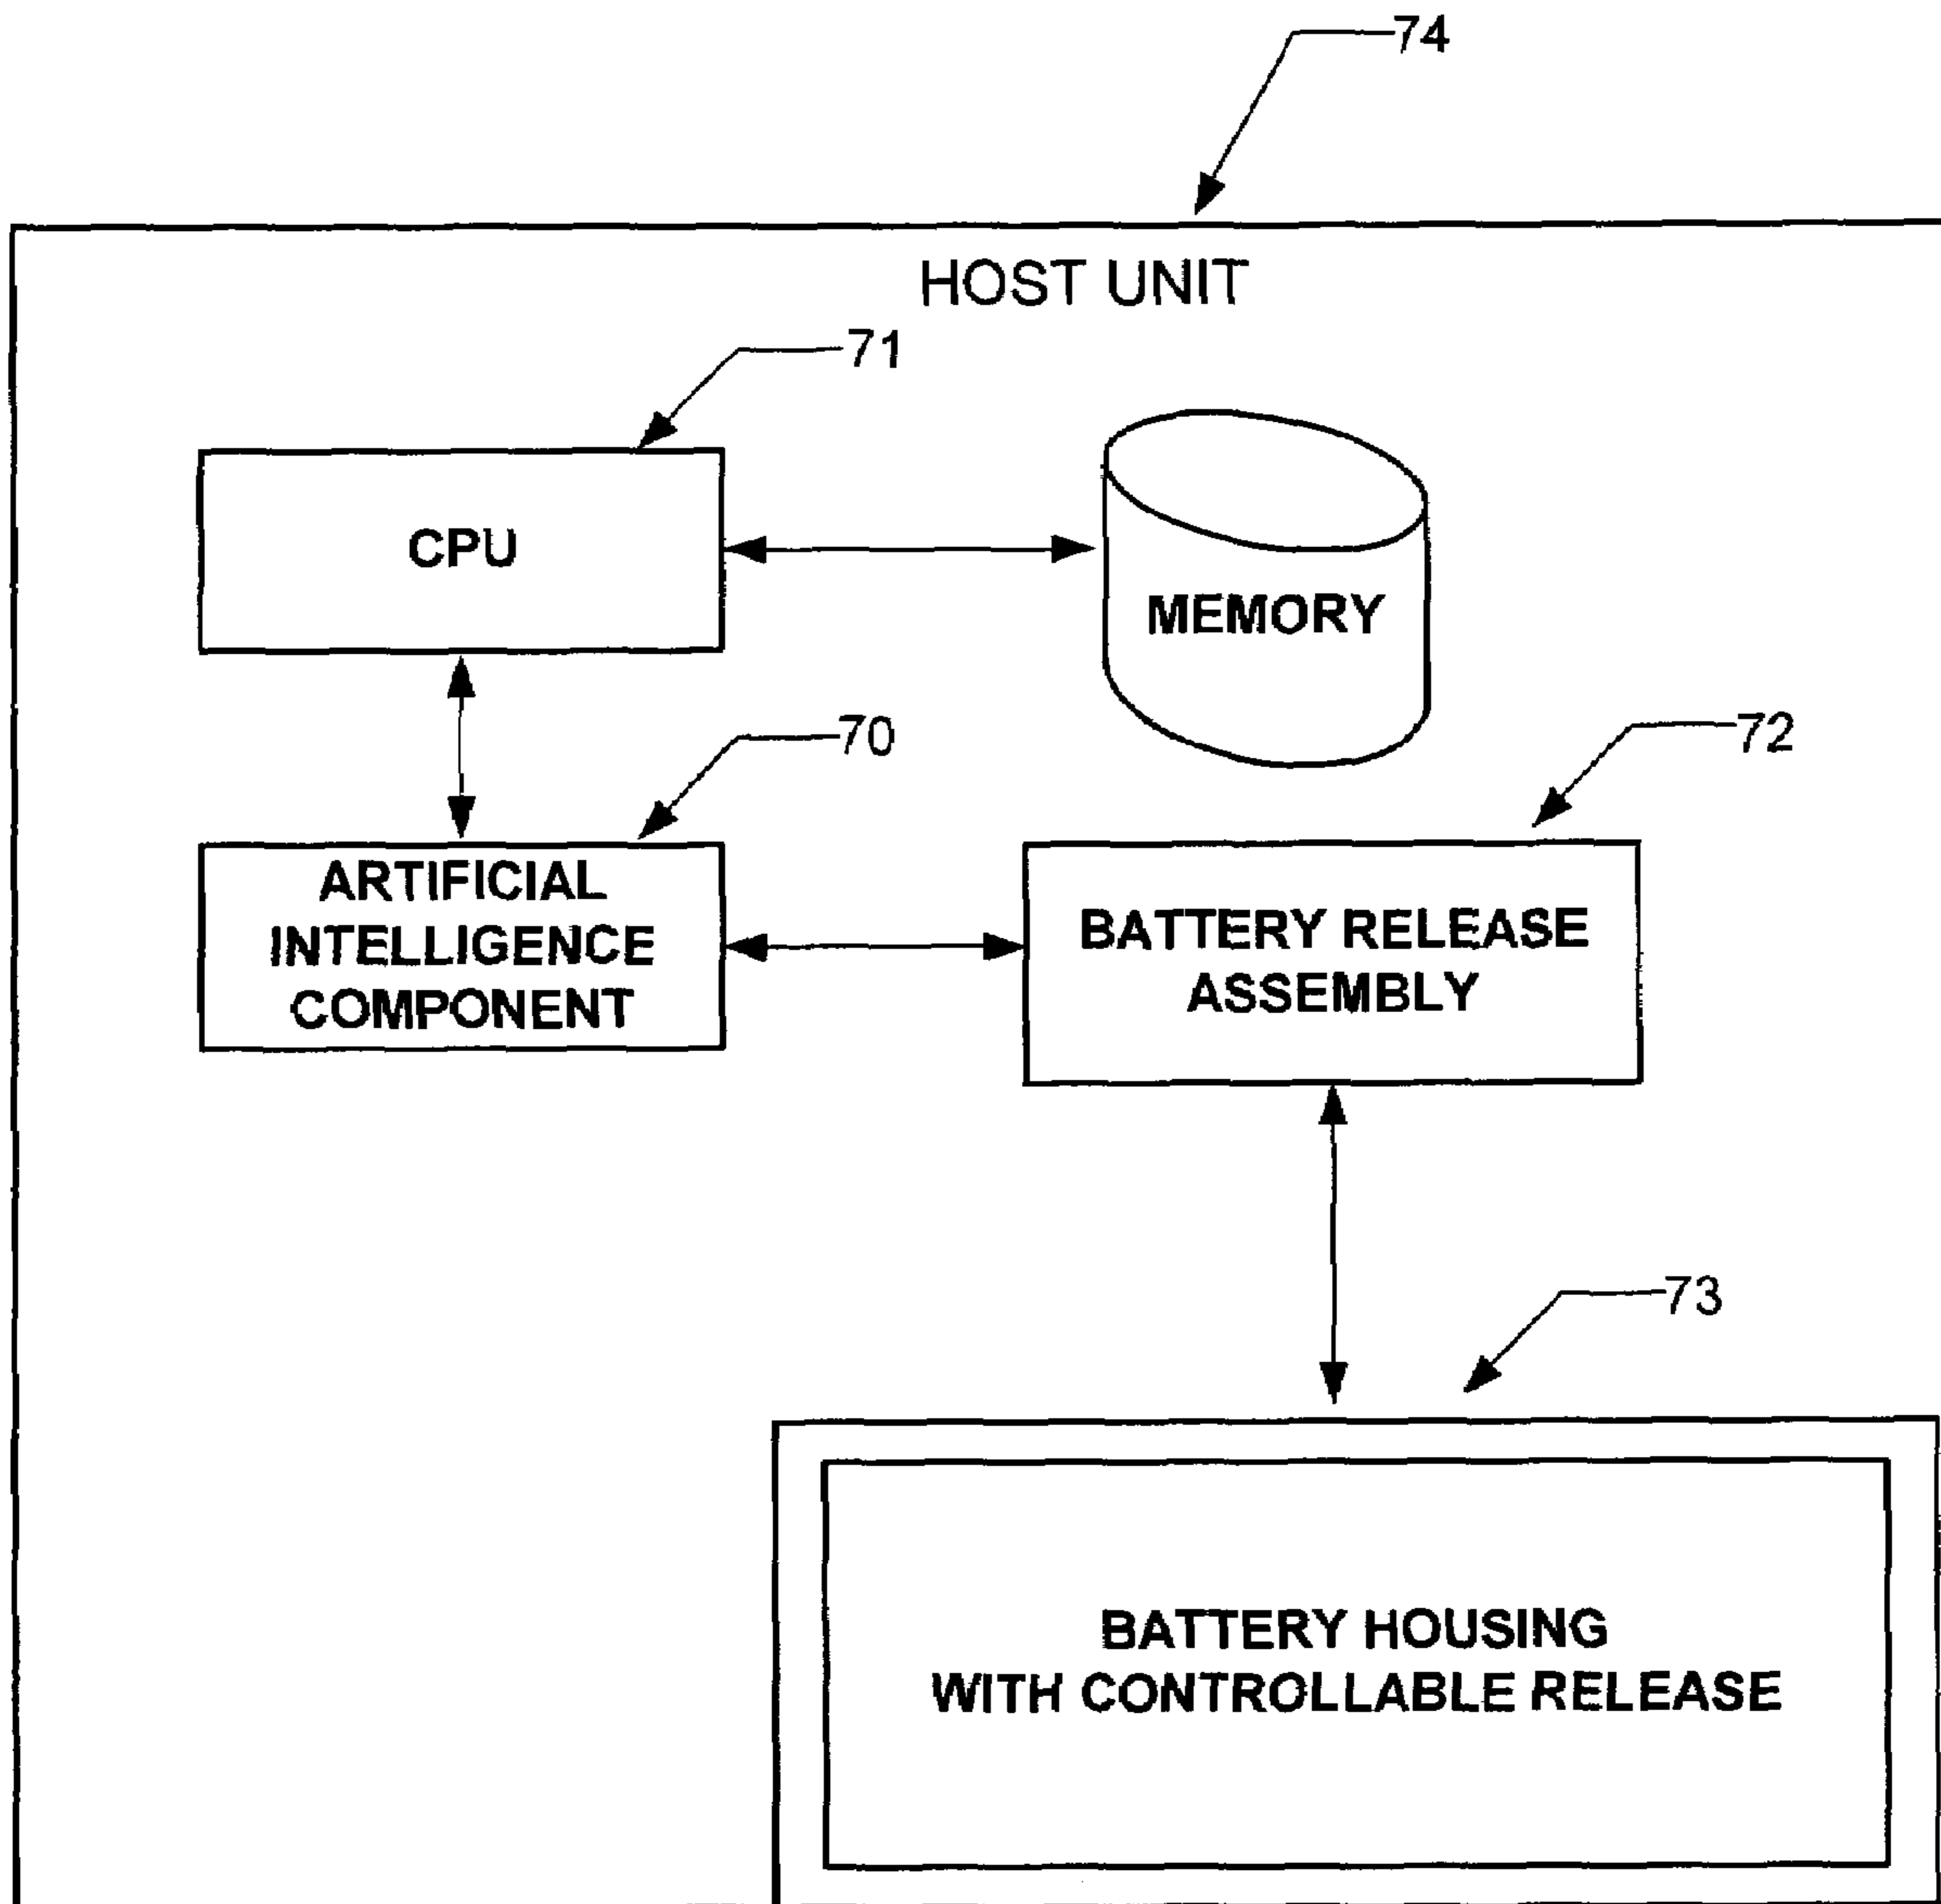 74
HOST UNIT
71
CPU
MEMORY
70
72
ARTIFICIAL
INTELLIGENCE
COMPONENT
BATTERY RELEASE
ASSEMBLY
73
BATTERY HOUSING
WITH CONTROLLABLE RELEASE